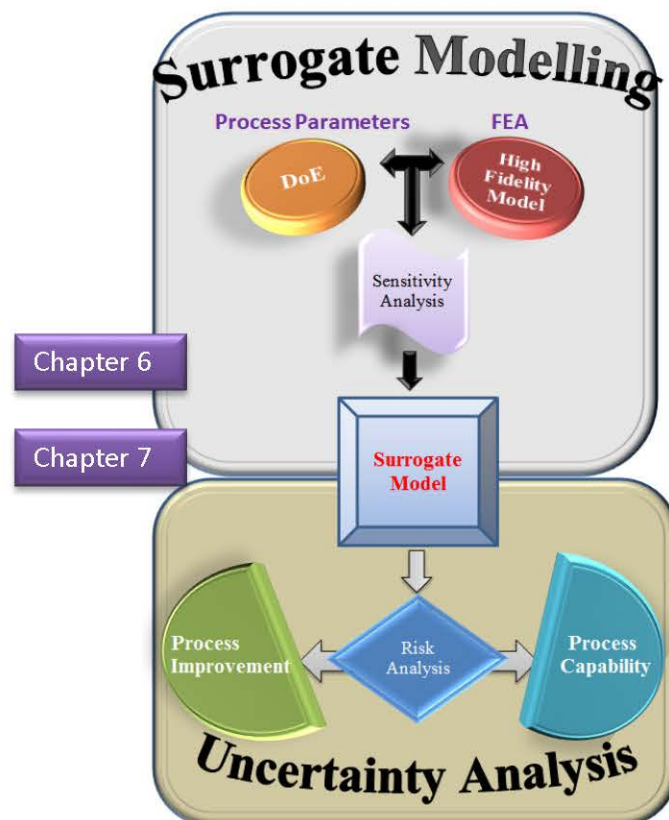 Surrogate Modelling
Process Parameters
FEA
DoE
High
Fidelity
Model
Sensitivity
Analysis
Chapter 6
Chapter 7
Surrogate
Model
Process
Improvement
Risk
Analysis
Process
Capability
Uncertainty Analysis